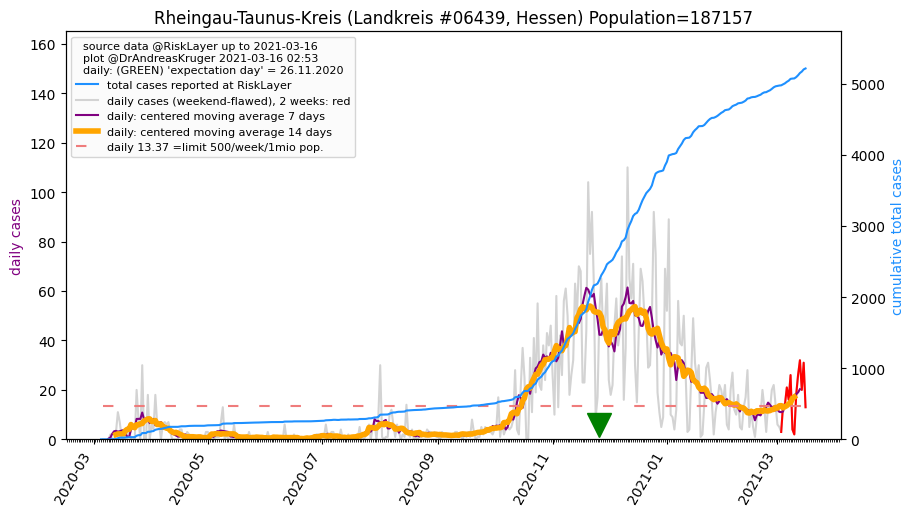 Rheingau-Taunus-Kreis (Landkreis #06439, Hessen) Population=187157
source data @RiskLayer up to 2021-03-16
plot @DrAndreasKruger 2021-03-16 02:53
daily: (GREEN) 'expectation day' = 26.11.2020
total cases reported at RiskLayer
daily cases (weekend-flawed), 2 weeks: red
daily: centered moving average 7 days
daily: centered moving average 14 days
daily 13.37 =limit 500/week/1mio pop.
daily cases
160
140
120
100
80
60
40
20
0
cumulative total cases
5000
4000
3000
2000
1000
0
2020-03
2020-05
2020-07
2020-09
2020-11
2021-01
2021-03